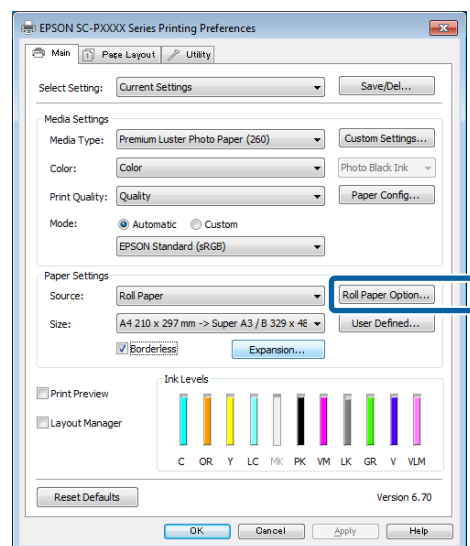 EPSON SC-PXXXX Series Printing Preferences
Main Page Layout Utility
Select Setting: Current Settings Save/Del...
Media Settings
Media Type: Premium Luster Photo Paper (260) Custom Settings...
Color: Color Photo Black Ink
Print Quality: Quality Paper Config...
Mode: Automatic Custom
EPSON Standard (sRGB)
Paper Settings
Source: Roll Paper Roll Paper Option...
Size: A4 210 x 297 mm -> Super A3 / B 329 x 48 User Defined...
Borderless Expansion...
Print Preview
Layout Manager
Ink Levels
C OR Y LC MK PK VM LK GR V VLM
Reset Defaults Version 6.70
OK Cancel Apply Help